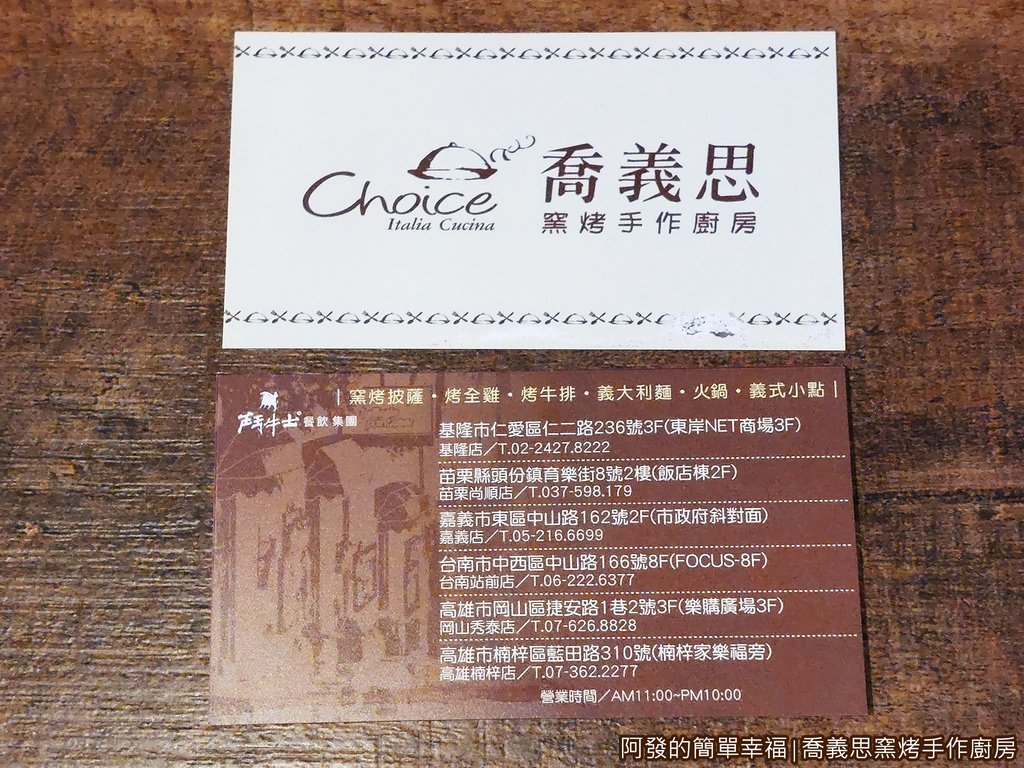 Choice
Italia Cucina
喬義思
窯烤手作廚房
|窯烤披薩・烤全雞・烤牛排・義大利麵・火鍋・義式小點|
鬥牛士餐飲集團
基隆市仁愛區仁二路236號3F(東岸NET商場3F)
基隆店/T.02-2427.8222
苗栗縣頭份鎮育樂街8號2樓(飯店棟2F)
苗栗尚順店/T.037-598.179
嘉義市東區中山路162號2F(市政府斜對面)
嘉義店/T.05-216.6699
台南市中西區中山路166號8F(FOCUS-8F)
台南站前店/T.06-222.6377
高雄市岡山區捷安路1巷2號3F(樂購廣場3F)
岡山秀泰店/T.07-626.8828
高雄市楠梓區藍田路310號(楠梓家樂福旁)
高雄楠梓店/T.07-362.2277
營業時間/AM11:00~PM10:00
阿發的簡單幸福|喬義思窯烤手作廚房